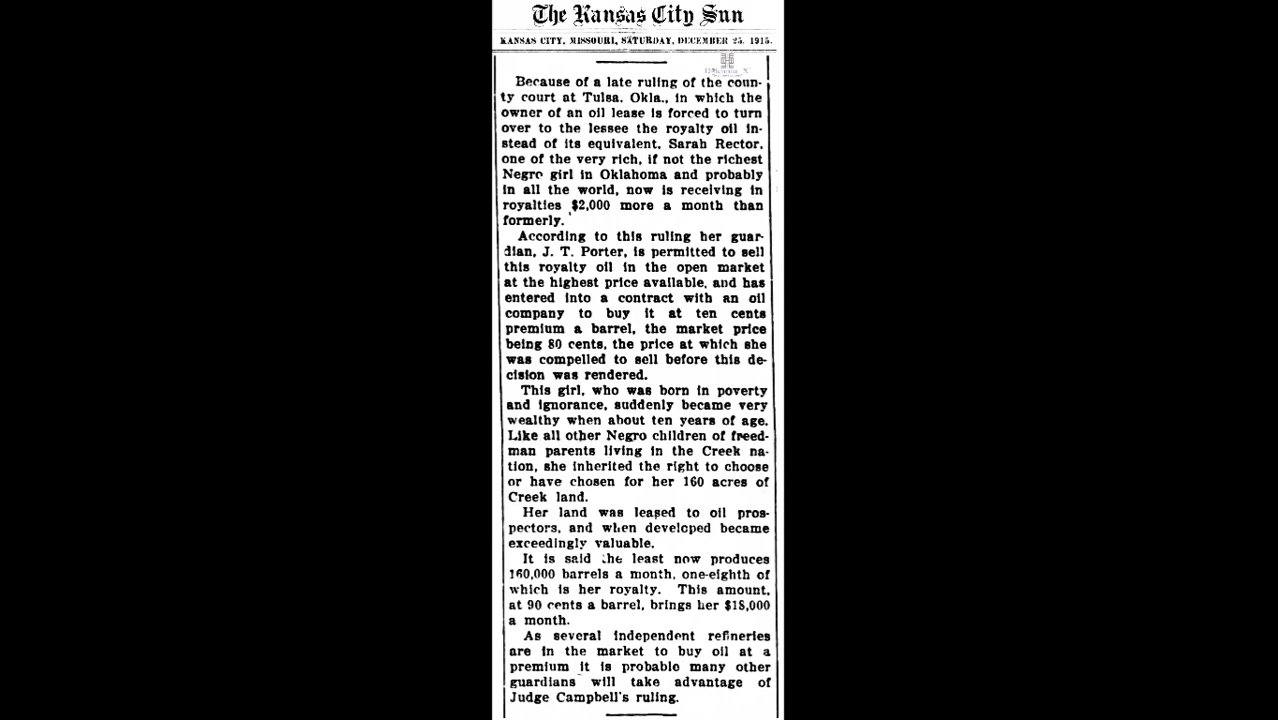 The Kansas City Sun
KANSAS CITY, MISSOURI, SATURDAY, DECEMBER 25, 1915.
Because of a late ruling of the coun-
ty court at Tulsa, Okla., in which the
owner of an oil lease is forced to turn
over to the lessee the royalty oil in-
stead of its equivalent, Sarah Rector,
one of the very rich, if not the richest
Negro girl in Oklahoma and probably
in all the world, now is receiving in
royalties $2,000 more a month than
formerly.
According to this ruling her guar-
dian, J. T. Porter, is permitted to sell
this royalty oil in the open market
at the highest price available, and has
entered into a contract with an oil
company to buy it at ten cents
premium a barrel, the market price
being 80 cents, the price at which she
was compelled to sell before this de-
cision was rendered.
This girl, who was born in poverty
and ignorance, suddenly became very
wealthy when about ten years of age.
Like all other Negro children of freed-
man parents living in the Creek na-
tion, she inherited the right to choose
or have chosen for her 160 acres of
Creek land.
Her land was leased to oil pros-
pectors, and when developed became
exceedingly valuable.
It is said the least now produces
160,000 barrels a month, one-eighth of
which is her royalty. This amount,
at 90 cents a barrel, brings her $18,000
a month.
As several independent refineries
are in the market to buy oil at a
premium it is probable many other
guardians will take advantage of
Judge Campbell's ruling.